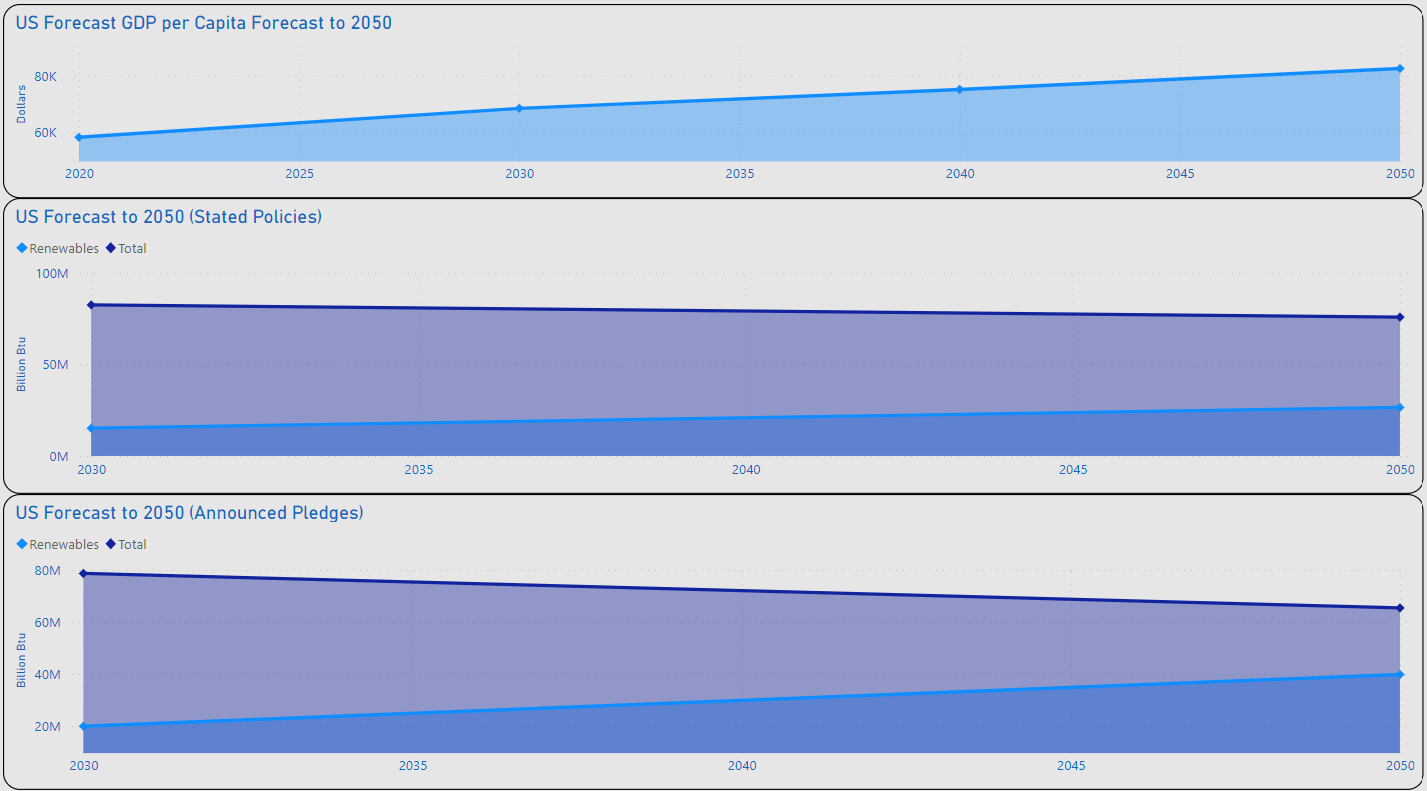 US Forecast GDP per Capita Forecast to 2050
Dollars
80K
60K
2020 2025 2030 2035 2040 2045 2050
US Forecast to 2050 (Stated Policies)
Renewables Total
Billion Btu
100M
50M
0M
2030 2035 2040 2045 2050
US Forecast to 2050 (Announced Pledges)
Renewables Total
Billion Btu
80M
60M
40M
20M
2030 2035 2040 2045 2050